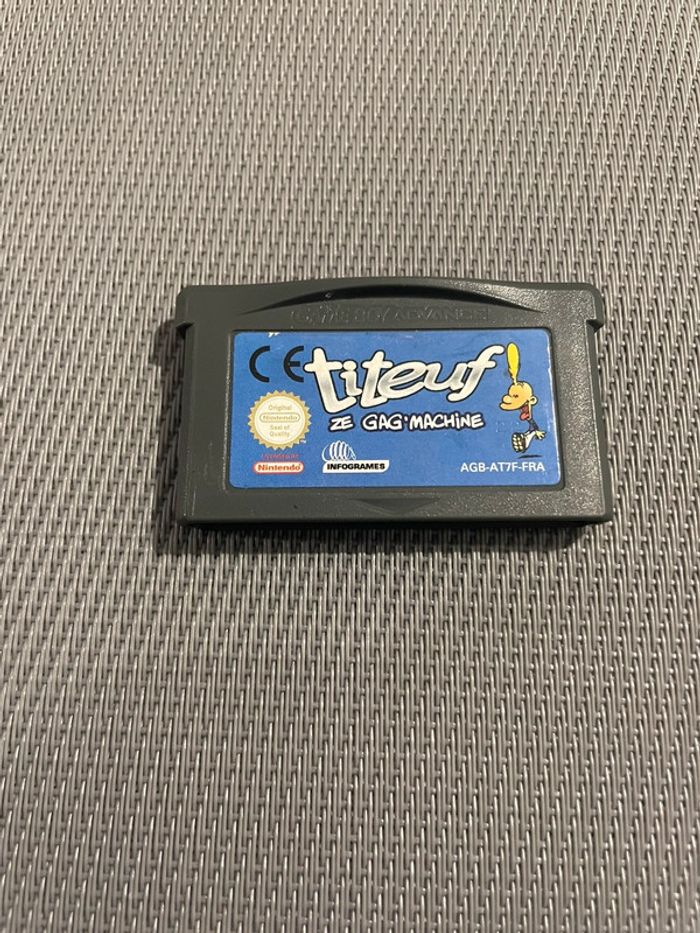 GAME BOY ADVANCE
CE
titeuf
ZE GAG MACHINE
Original
Nintendo
Seal of
Quality
Nintendo
INFOGRAMES
AGB-AT7F-FRA